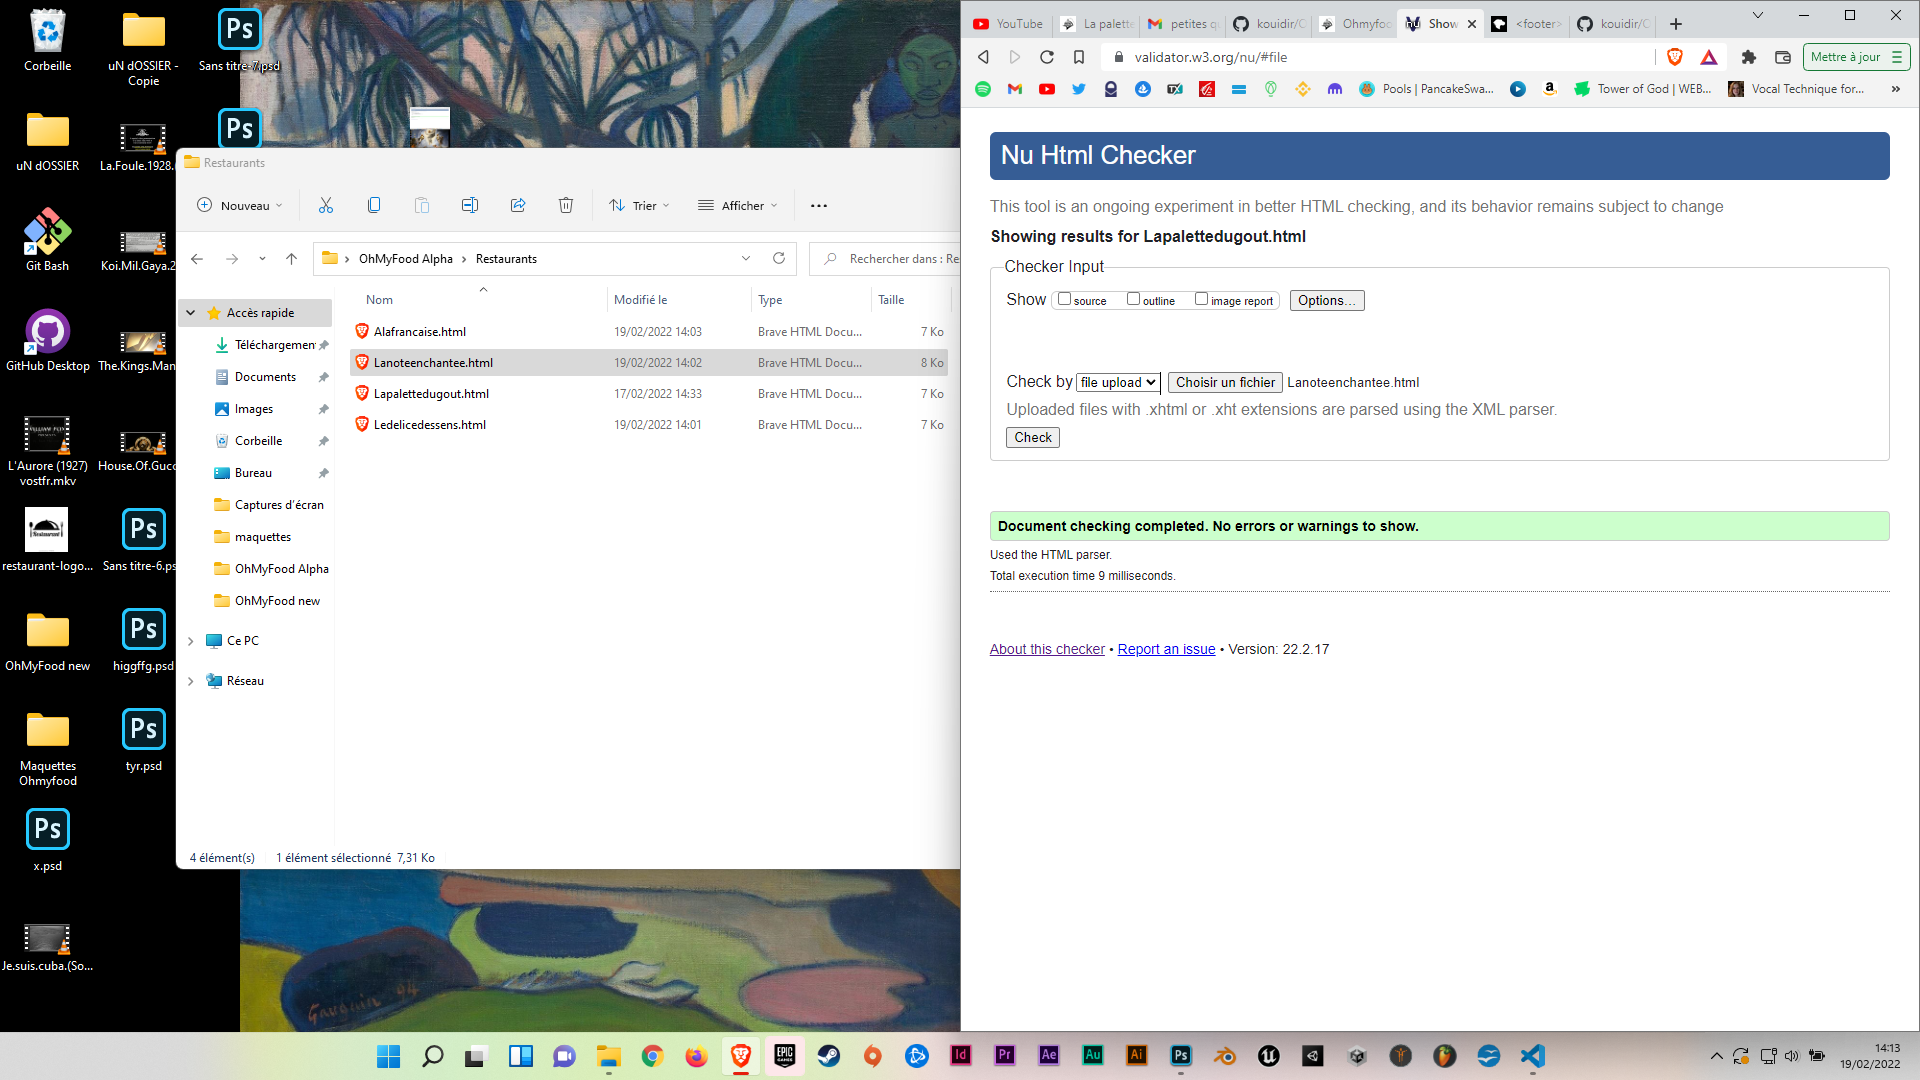 Corbeille
uN dOSSIER -
Copie
Sans titre-7.psd
uN dOSSIER
La.Foule.1928.
Git Bash
Koi.Mil.Gaya.2
GitHub Desktop
The.Kings.Man
L'Aurore (1927)
vostfr.mkv
House.Of.Gucc
restaurant-logo...
Sans titre-6.ps
OhMyFood new
higgffg.psd
Maquettes
Ohmyfood
tyr.psd
x.psd
Je.suis.cuba.(So...
Restaurants
Nouveau
Trier
Afficher
OhMyFood Alpha > Restaurants
Rechercher dans : Re
Nom Modifié le Type Taille
Alafrancaise.html 19/02/2022 14:03 Brave HTML Docu... 7 Ko
Lanoteenchantee.html 19/02/2022 14:02 Brave HTML Docu... 8 Ko
Lapalettedugout.html 17/02/2022 14:33 Brave HTML Docu... 7 Ko
Ledelicedessens.html 19/02/2022 14:01 Brave HTML Docu... 7 Ko
Accès rapide
Téléchargemen
Documents
Images
Corbeille
Bureau
Captures d'écran
maquettes
OhMyFood Alpha
OhMyFood new
Ce PC
Réseau
4 élément(s) 1 élément sélectionné 7,31 Ko
YouTube
La palette
petites q
kouidir/C
Ohmyfoo
Show
<footer>
kouidir/C
validator.w3.org/nu/#file
Mettre à jour
Pools | PancakeSwa...
Tower of God | WEB...
Vocal Technique for...
Nu Html Checker
This tool is an ongoing experiment in better HTML checking, and its behavior remains subject to change
Showing results for Lapalettedugout.html
Checker Input
Show source outline image report Options...
Check by file upload Choisir un fichier Lanoteenchantee.html
Uploaded files with .xhtml or .xht extensions are parsed using the XML parser.
Check
Document checking completed. No errors or warnings to show.
Used the HTML parser.
Total execution time 9 milliseconds.
About this checker • Report an issue • Version: 22.2.17
14:13
19/02/2022